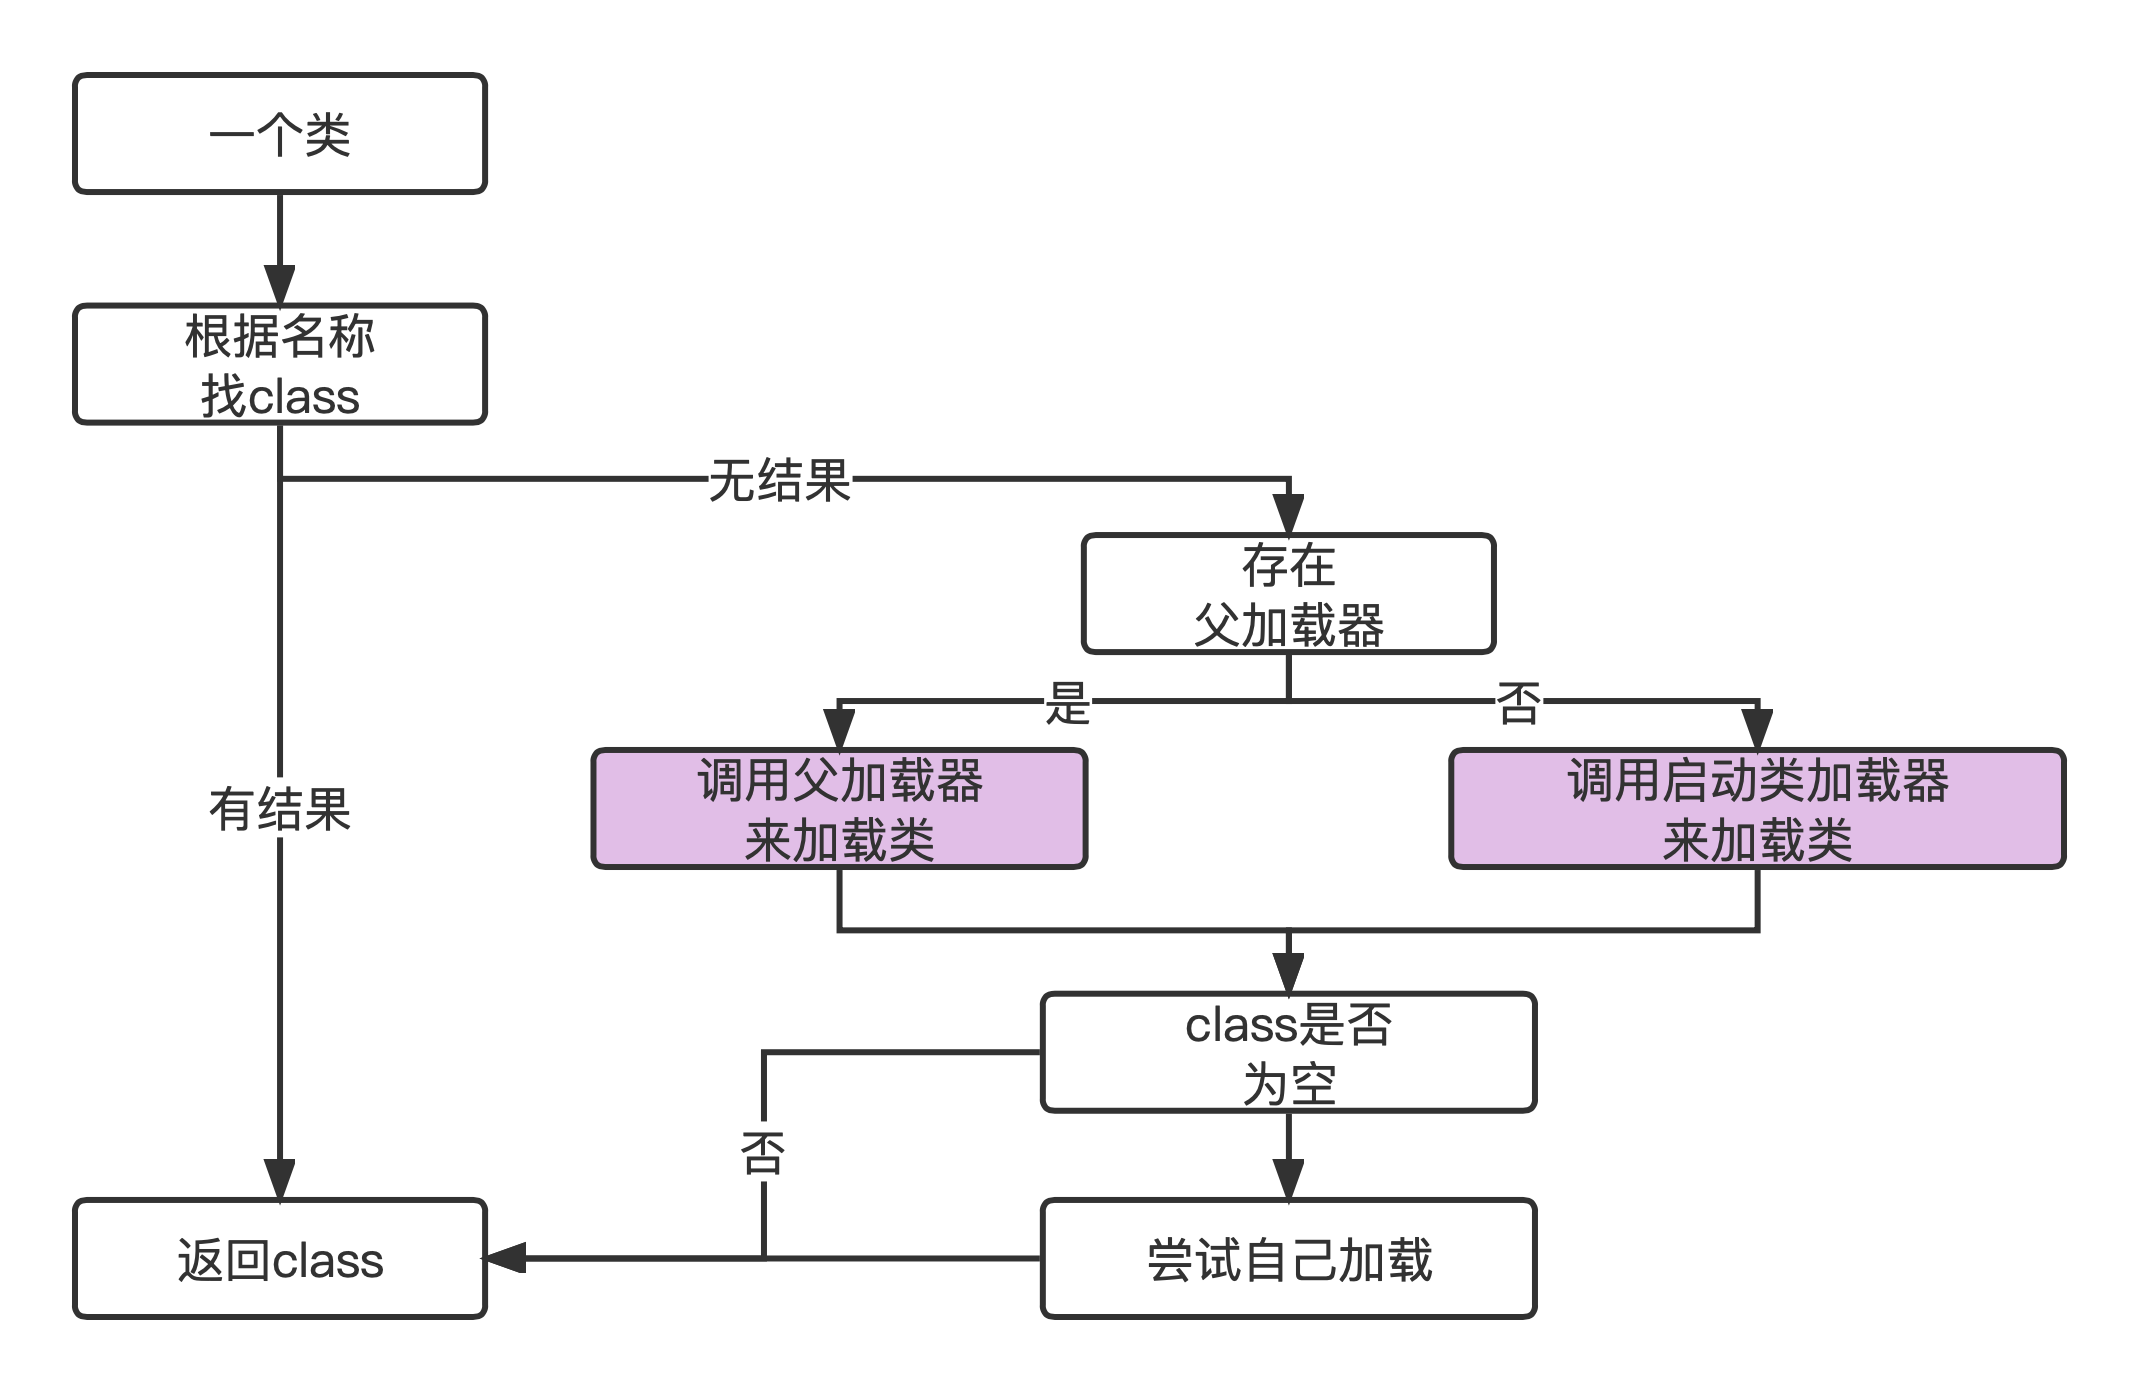 一个类
根据名称
找class
无结果
存在
父加载器
是
否
调用父加载器
来加载类
调用启动类加载器
来加载类
有结果
class是否
为空
否
返回class
尝试自己加载